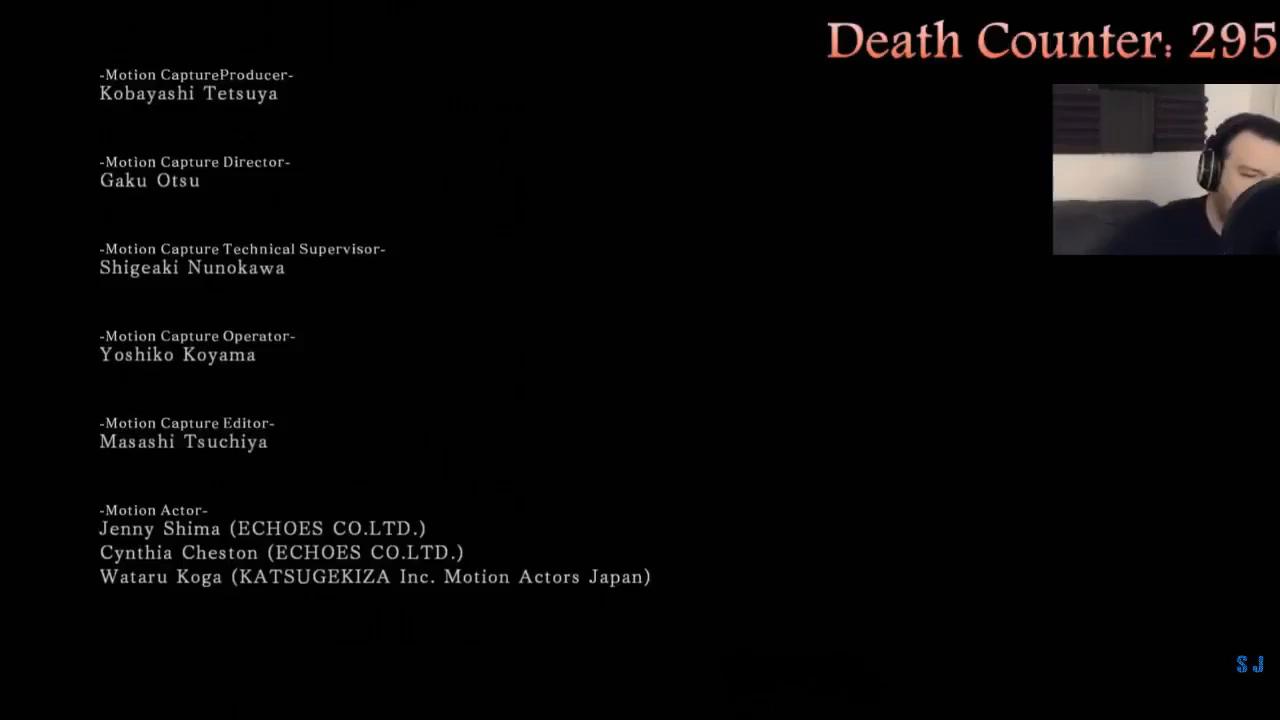 Death Counter: 295
-Motion CaptureProducer-
Kobayashi Tetsuya
-Motion Capture Director-
Gaku Otsu
-Motion Capture Technical Supervisor-
Shigeaki Nunokawa
-Motion Capture Operator-
Yoshiko Koyama
-Motion Capture Editor-
Masashi Tsuchiya
-Motion Actor-
Jenny Shima (ECHOES CO.LTD.)
Cynthia Cheston (ECHOES CO.LTD.)
Wataru Koga (KATSUGEKIZA Inc. Motion Actors Japan)
SJ